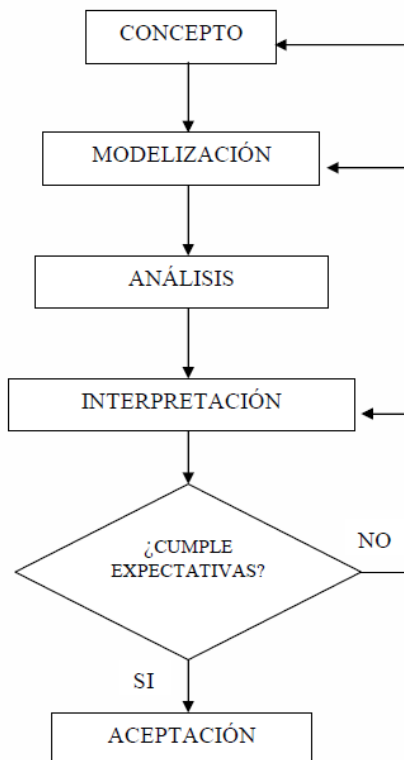 CONCEPTO
MODELIZACIÓN
ANÁLISIS
INTERPRETACIÓN
¿CUMPLE
EXPECTATIVAS?
NO
SI
ACEPTACIÓN